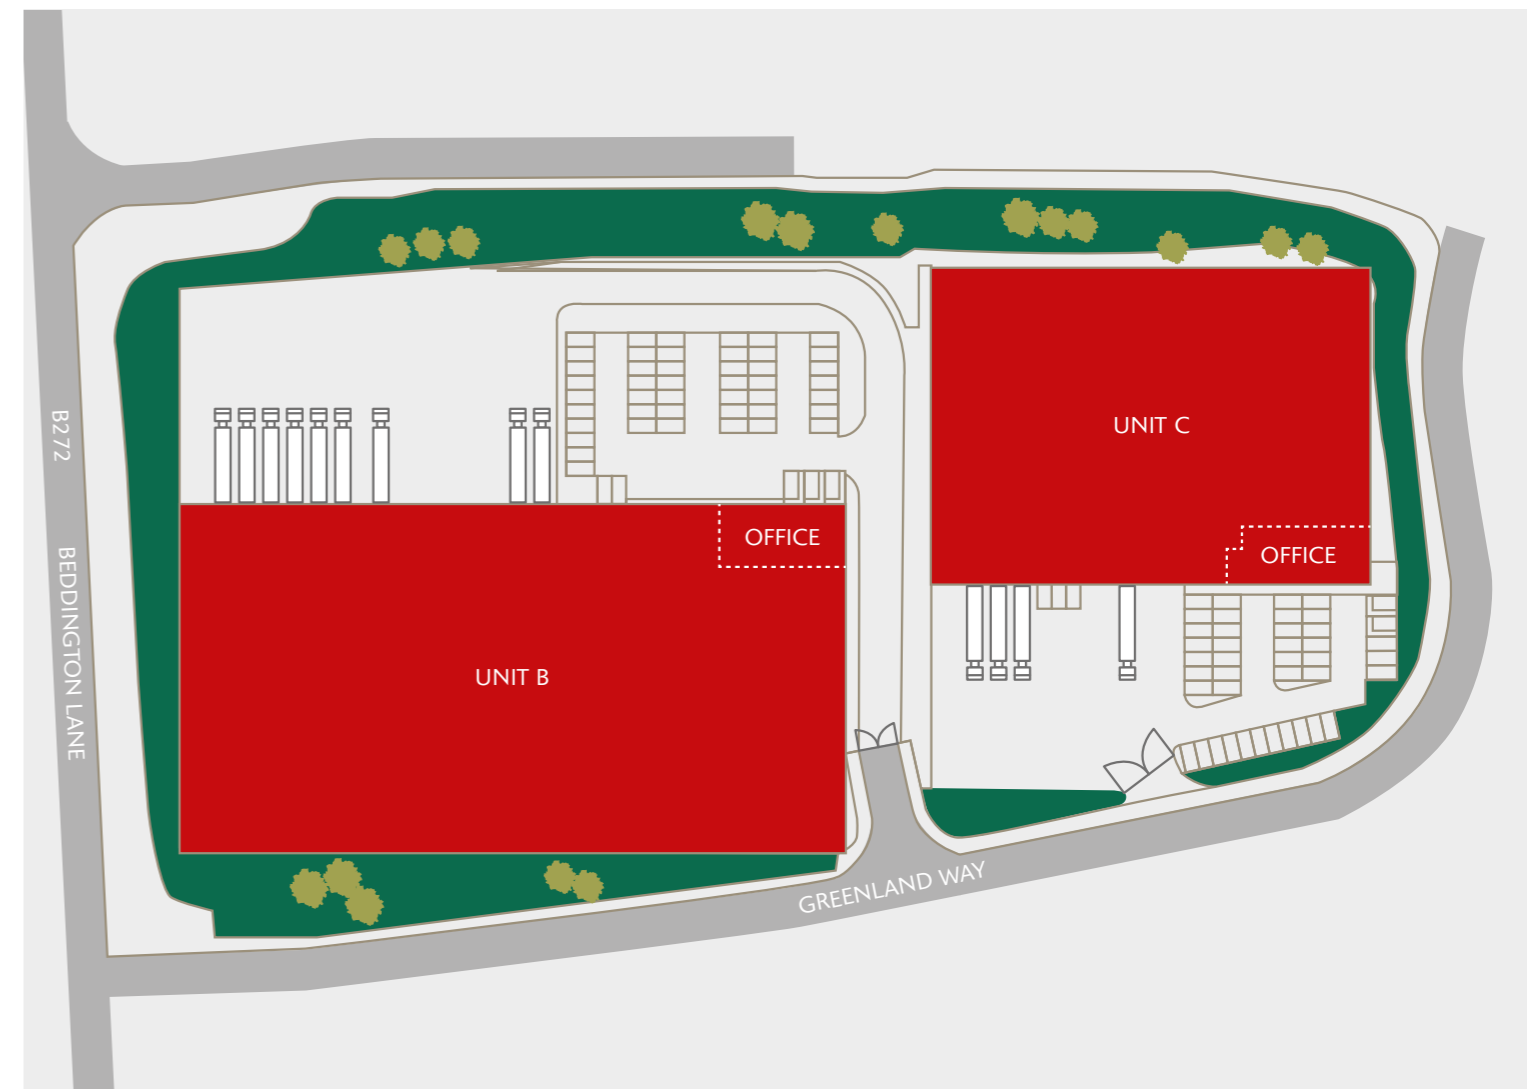 B272
BEDDINGTON LANE
UNIT C
OFFICE
OFFICE
UNIT B
GREENLAND WAY